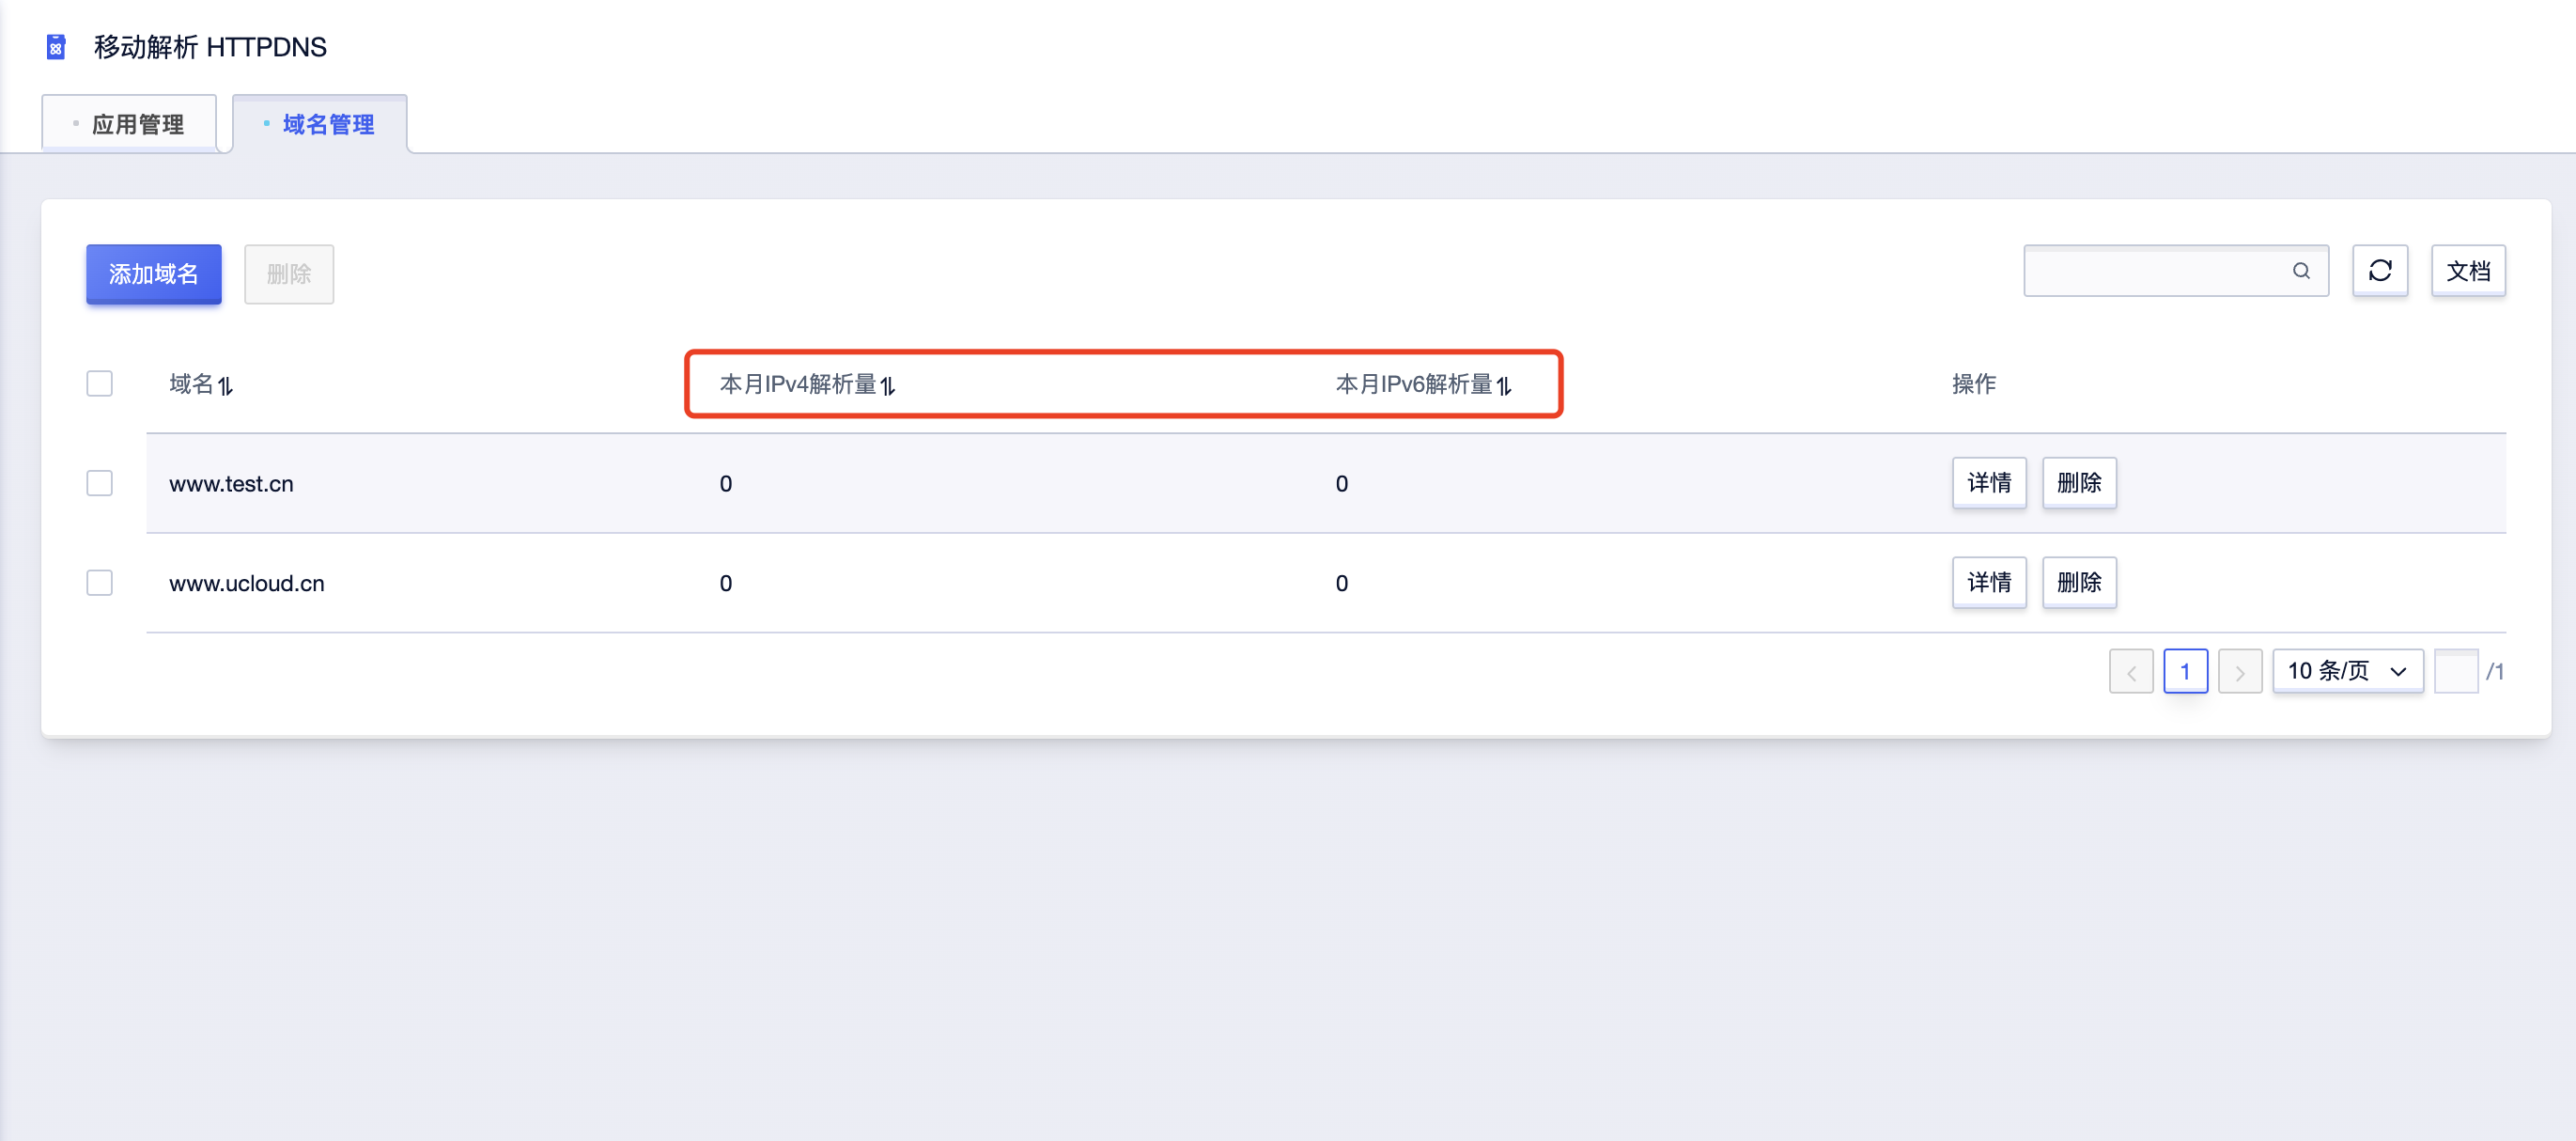 移动解析 HTTPDNS
应用管理 域名管理
添加域名 删除 文档
域名 本月IPv4解析量 本月IPv6解析量 操作
www.test.cn 0 0 详情 删除
www.ucloud.cn 0 0 详情 删除
1 10 条/页 /1